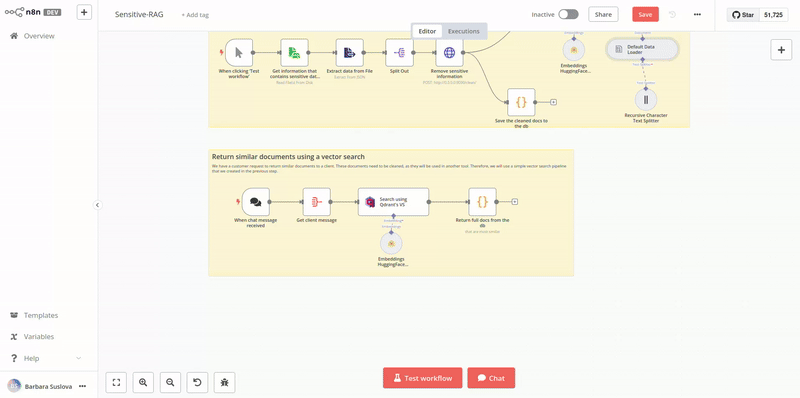 n8n DEV
Sensitive-RAG
+ Add tag
Inactive
Share
Save
Star
51,725
Editor
Executions
Overview
When clicking 'Test
workflow'
Get information that
contains sensitive dat...
Extract data from File
Split Out
Remove sensitive
information
Embeddings
HuggingFace...
Default Data
Loader
Recursive Character
Text Splitter
Save the cleaned docs to
the db
Return similar documents using a vector search
We have a customer request to return similar documents to a client. These documents need to be cleaned, as they will be used in another tool. Therefore, we will use a simple vector search pipeline
that we created in the previous step.
When chat message
received
Get client message
Search using
Qdrant's VS
Return full docs from the
db
Embeddings
HuggingFace...
Templates
Variables
Help
Barbara Suslova
Test workflow
Chat